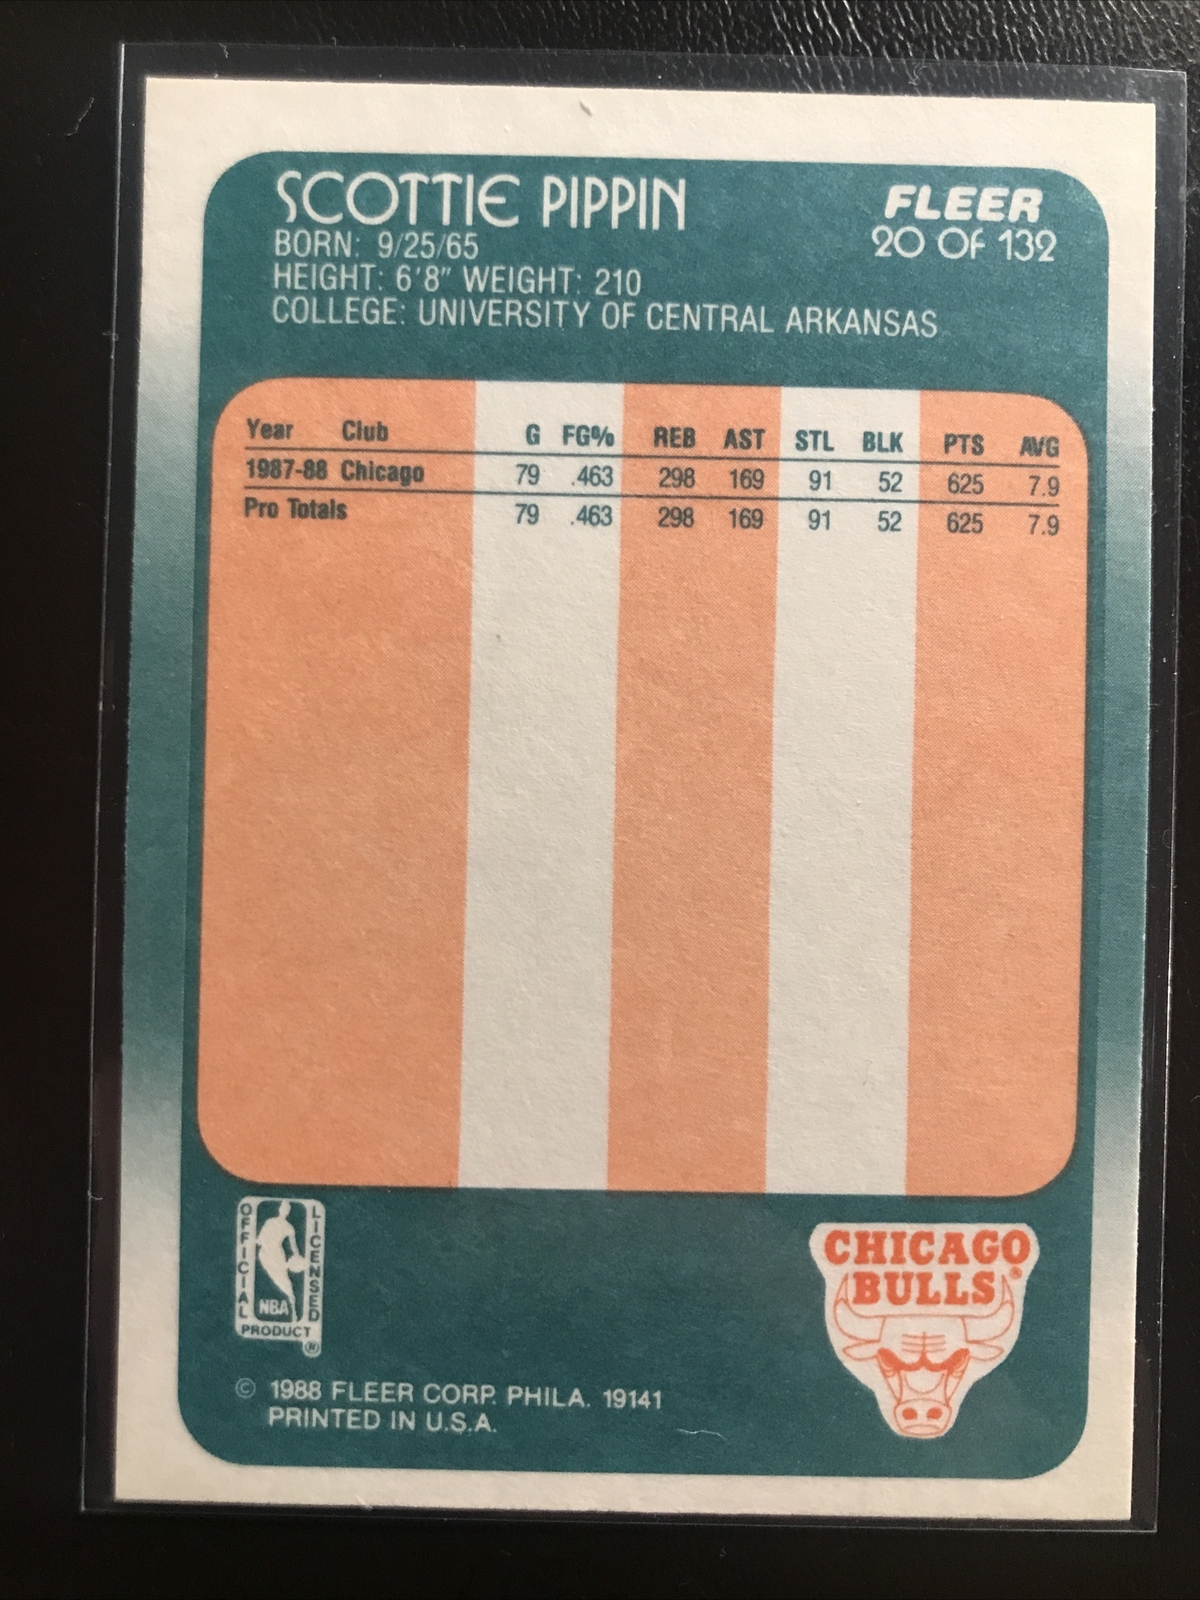 SCOTTIE PIPPIN
FLEER
20 OF 132
BORN: 9/25/65
HEIGHT: 6'8" WEIGHT: 210
COLLEGE: UNIVERSITY OF CENTRAL ARKANSAS
Year Club G FG% REB AST STL BLK PTS AVG
1987-88 Chicago 79 .463 298 169 91 52 625 7.9
Pro Totals 79 .463 298 169 91 52 625 7.9
OFFICIAL
LICENSED
NBA
PRODUCT
®
CHICAGO
BULLS®
© 1988 FLEER CORP. PHILA. 19141
PRINTED IN U.S.A.